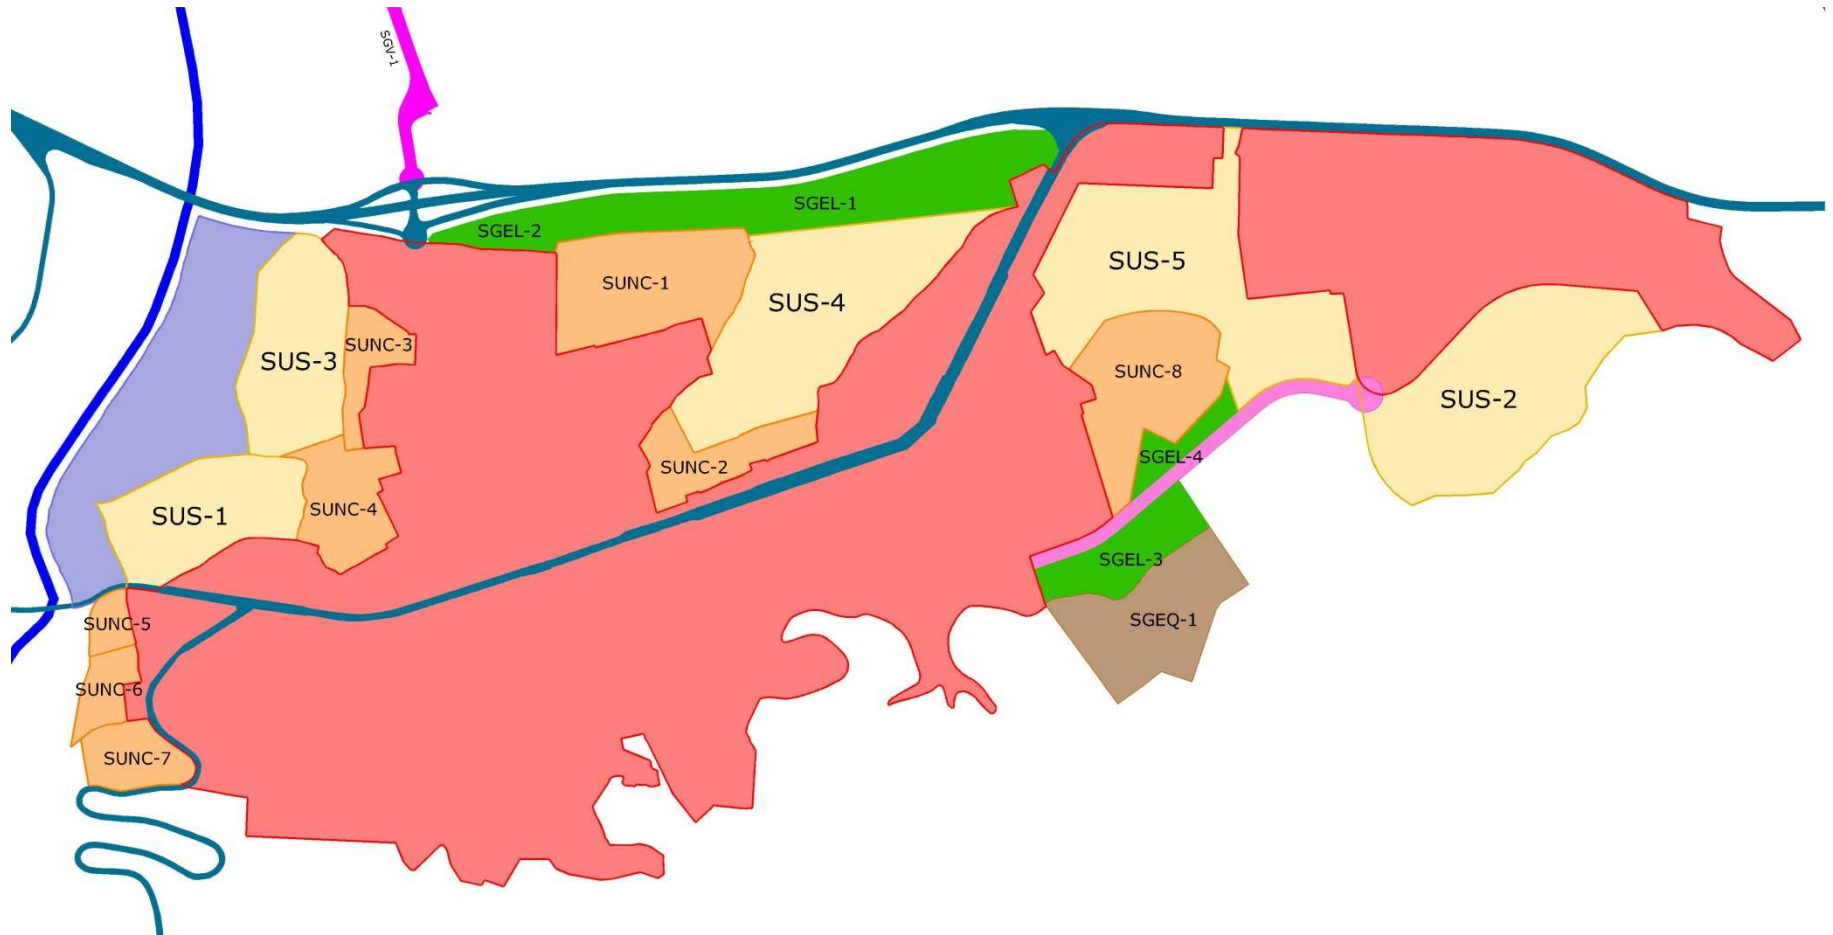 SGV-1
SGEL-1
SGEL-2
SUS-5
SUNC-1
SUS-4
SUNC-3
SUS-3
SUNC-8
SUS-2
SGEL-4
SUNC-2
SUNC-4
SUS-1
SGEL-3
SGEQ-1
SUNC-5
SUNC-6
SUNC-7